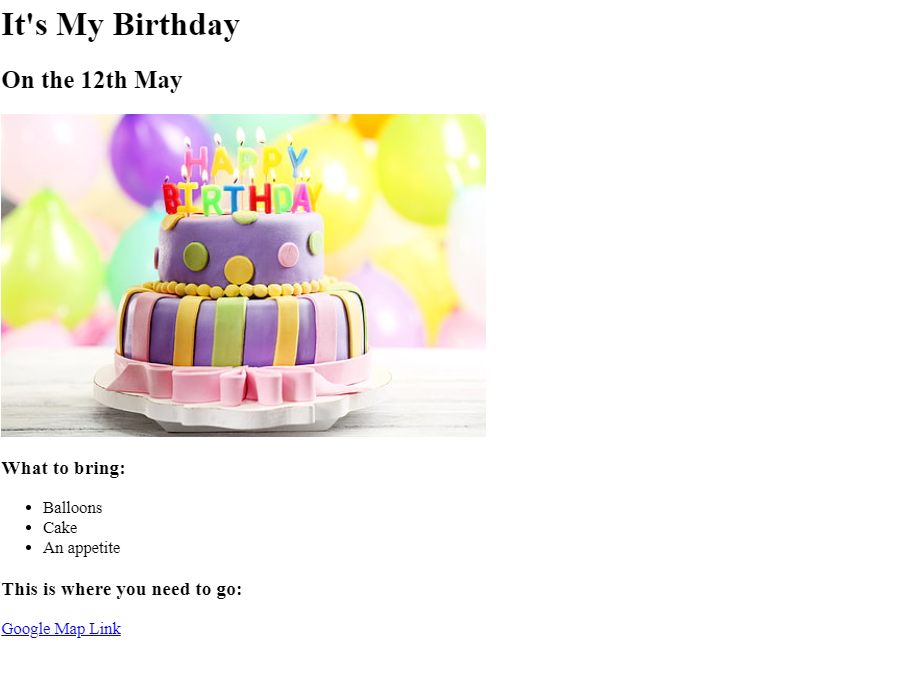 It's My Birthday
On the 12th May
HAPPY
BIRTHDAY
What to bring:
Balloons
Cake
An appetite
This is where you need to go:
Google Map Link